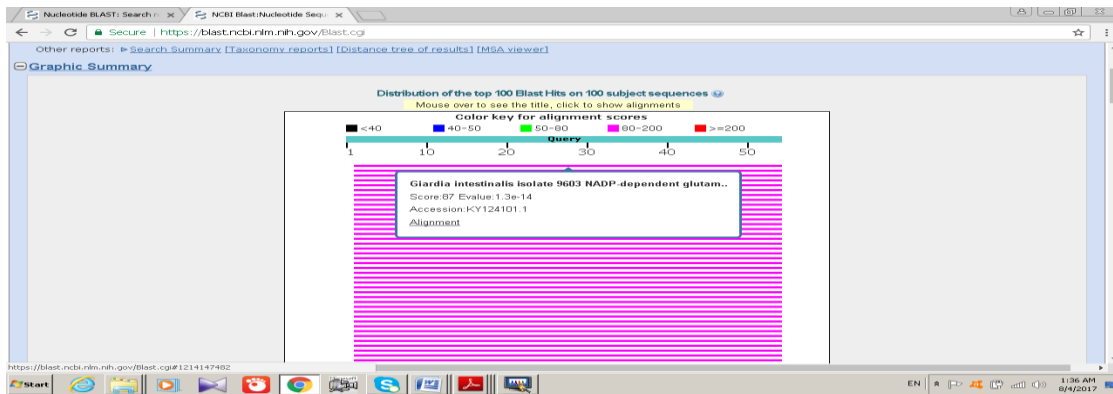 Nucleotide BLAST: Search n
NCBI Blast:Nucleotide Sequ
Secure | https://blast.ncbi.nlm.nih.gov/Blast.cgi
Other reports: Search Summary [Taxonomy reports] [Distance tree of results] [MSA viewer]
Graphic Summary
Distribution of the top 100 Blast Hits on 100 subject sequences
Mouse over to see the title, click to show alignments
Color key for alignment scores
<40 40-50 50-80 80-200 >=200
Query
1 10 20 30 40 50
Giardia intestinalis isolate 9603 NADP-dependent glutam..
Score:87 Evalue:1.3e-14
Accession:KY124101.1
Alignment
https://blast.ncbi.nlm.nih.gov/Blast.cgi#1214147482
Start
EN
1:36 AM
8/4/2017